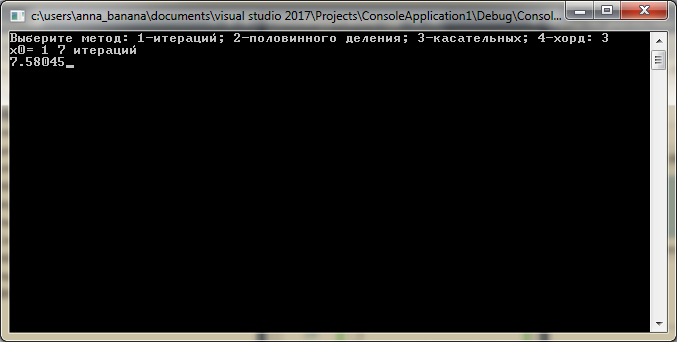 c:\users\anna_banana\documents\visual studio 2017\Projects\ConsoleApplication1\Debug\Consol...
Выберите метод: 1-итераций; 2-половинного деления; 3-касательных; 4-хорд: 3
x0= 1 7 итераций
7.58045_